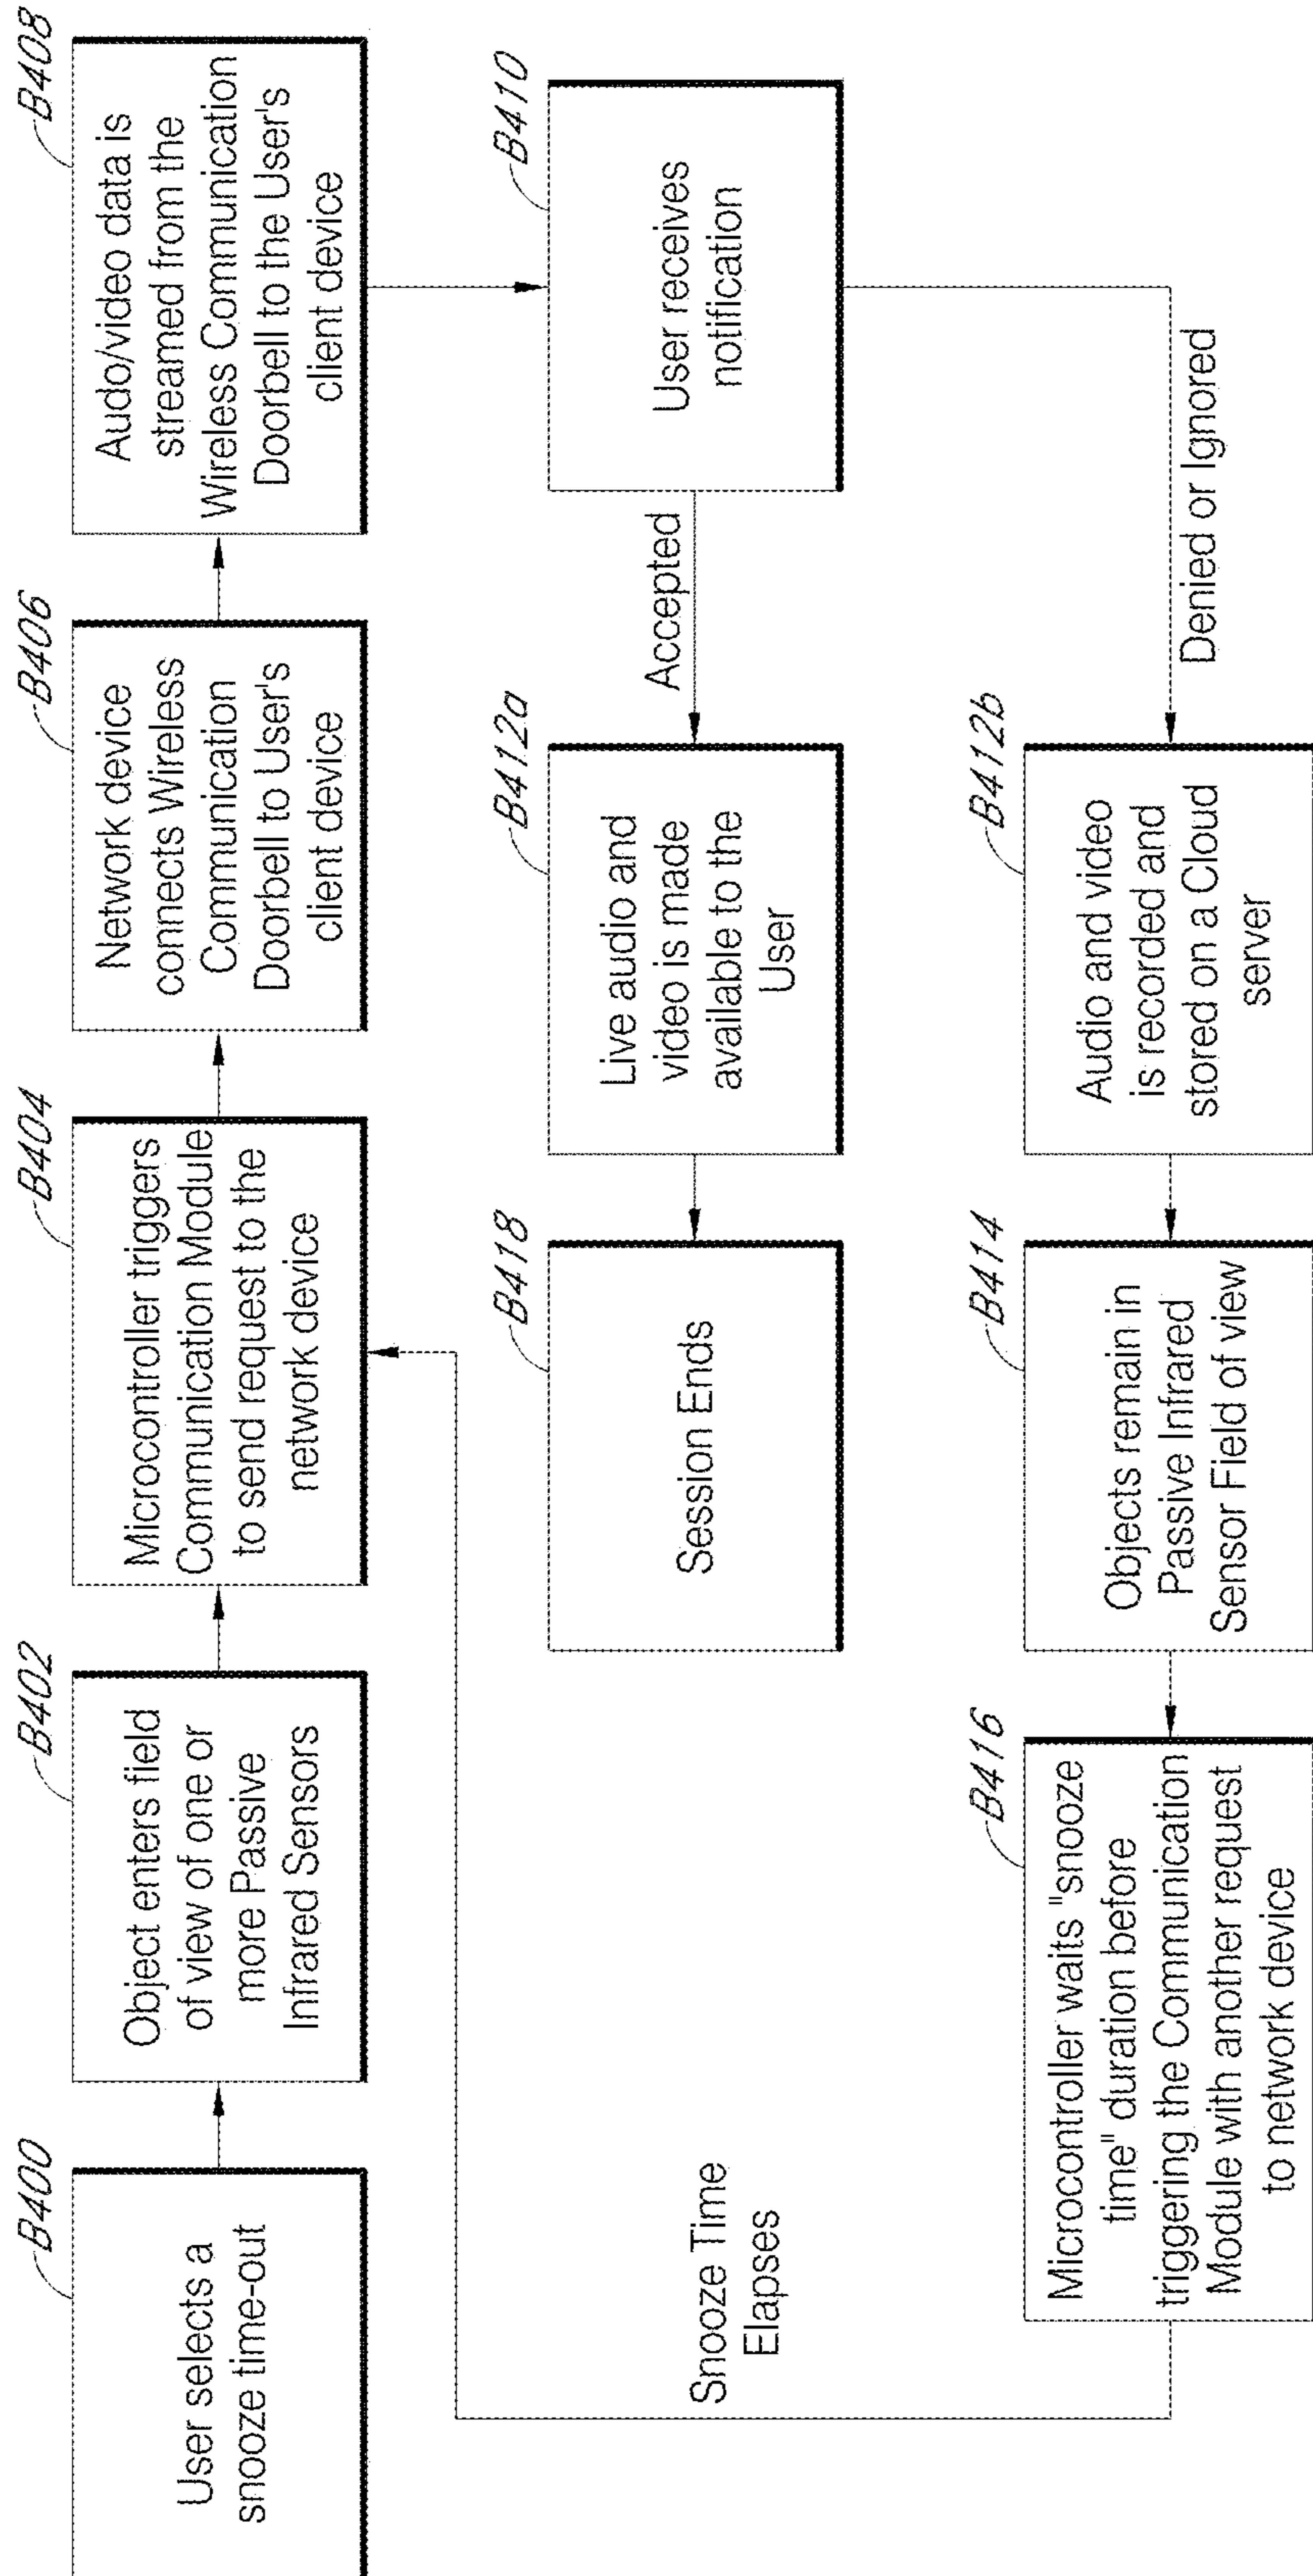 B400
User selects a
snooze time-out
B402
Object enters field
of view of one or
more Passive
Infrared Sensors
B404
Microcontroller triggers
Communication Module
to send request to the
network device
B406
Network device
connects Wireless
Communication
Doorbell to User's
client device
B408
Audo/video data is
streamed from the
Wireless Communication
Doorbell to the User's
client device
B410
User receives
notification
Accepted
B412a
Live audio and
video is made
available to the
User
B418
Session Ends
Denied or Ignored
B412b
Audio and video
is recorded and
stored on a Cloud
server
B414
Objects remain in
Passive Infrared
Sensor Field of view
B416
Microcontroller waits "snooze
time" duration before
triggering the Communication
Module with another request
to network device
Snooze Time
Elapses